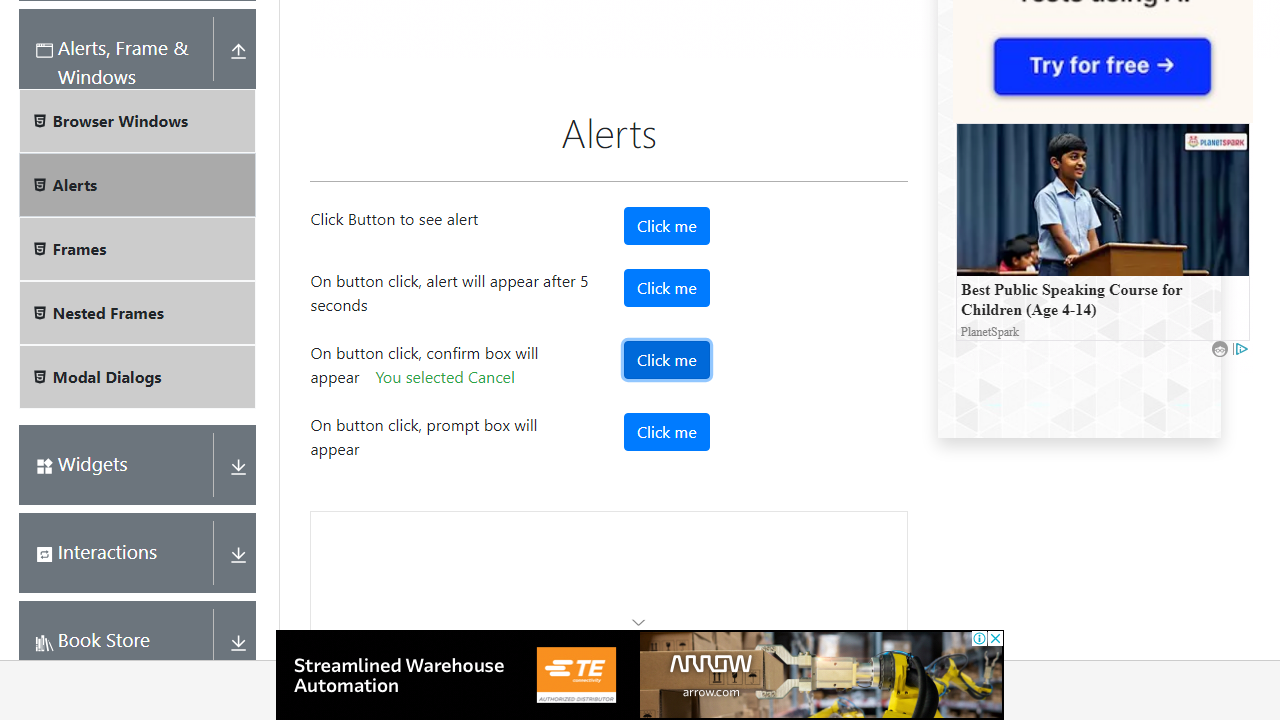 Alerts, Frame &
Windows
Browser Windows
Alerts
Frames
Nested Frames
Modal Dialogs
Widgets
Interactions
Book Store
Alerts
Click Button to see alert
Click me
On button click, alert will appear after 5
seconds
Click me
On button click, confirm box will
appear You selected Cancel
Click me
On button click, prompt box will
appear
Click me
Try for free →
PLANETSPARK
Best Public Speaking Course for
Children (Age 4-14)
PlanetSpark
Streamlined Warehouse
Automation
TE
connectivity
AUTHORIZED DISTRIBUTOR
ARROW
arrow.com